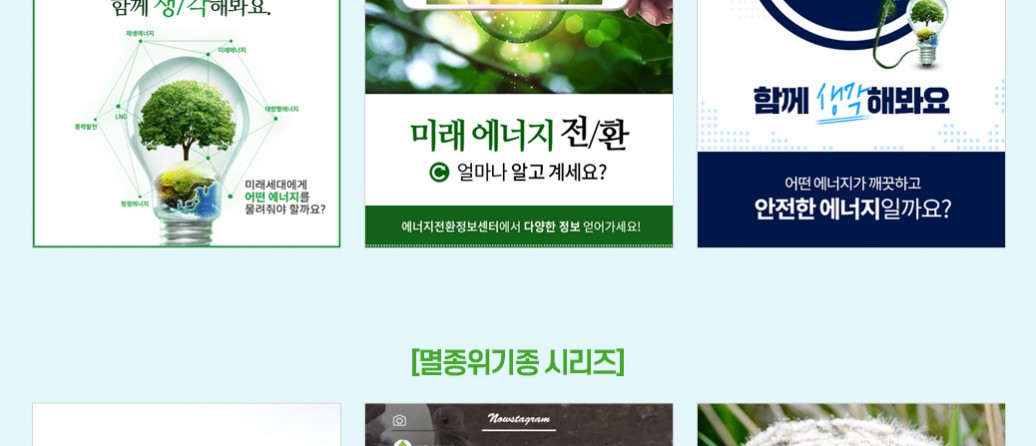 함께 생/각해봐요.
재생에너지
미래에너지
태양열에너지
LNG
풍력발전
청정에너지
미래세대에게
어떤 에너지를
물려줘야 할까요?
미래 에너지 전/환
C 얼마나 알고 계세요?
에너지전환정보센터에서 다양한 정보 얻어가세요!
함께 생각해봐요
어떤 에너지가 깨끗하고
안전한 에너지일까요?
[멸종위기종 시리즈]
Nowstagram